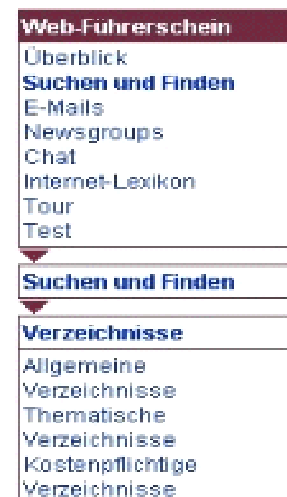 Web-Führerschein
Überblick
Suchen und Finden
E-Mails
Newsgroups
Chat
Internet-Lexikon
Tour
Test
Suchen und Finden
Verzeichnisse
Allgemeine
Verzeichnisse
Thematische
Verzeichnisse
Kostenpflichtige
Verzeichnisse